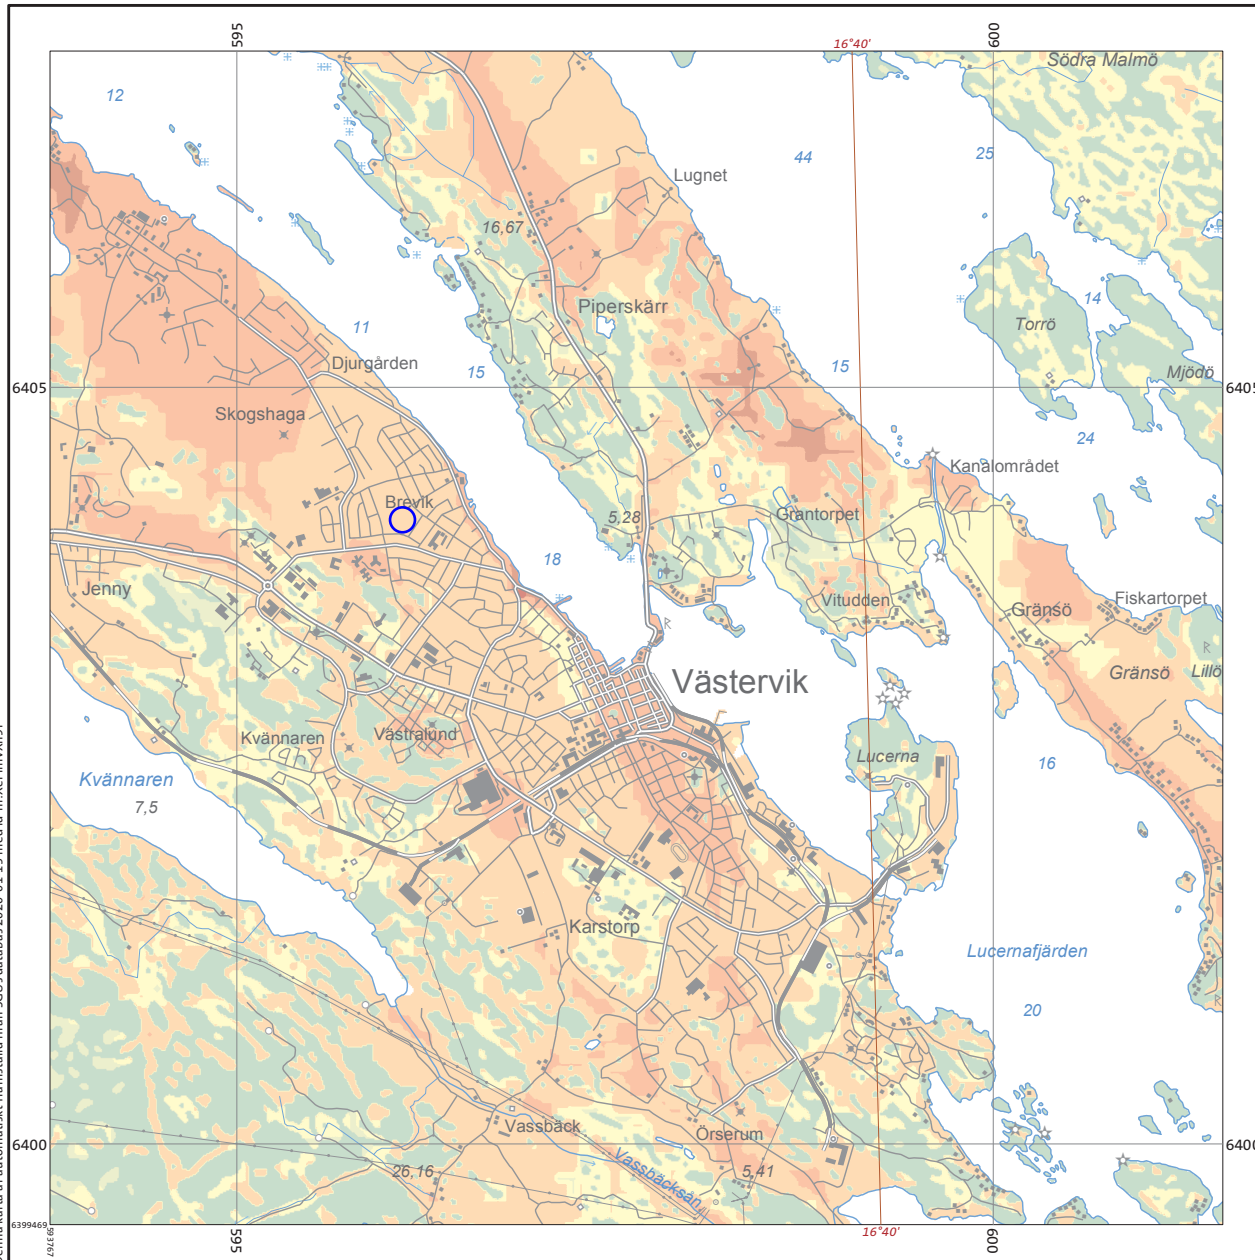 595
16°40'
600
Södra Malmö
12
44
25
Lugnet
16,67
14
Piperskärr
Torrö
11
Djurgården
15
15
Mjödö
6405
6405
Skogshaga
24
Kanalområdet
Brevik
5,28
Grantorpet
18
Jenny
Vitudden
Gränsö
Fiskartorpet
R
R
Västervik
Gränsö
Lillö
Kvännaren
Västralund
Lucerna
16
Kvännaren
7,5
Karstorp
Lucernafjärden
R
20
Vassbäck
Örserum
6400
6400
26,16
Vassbäcksån
5,41
6399469
593767
595
16°40'
600